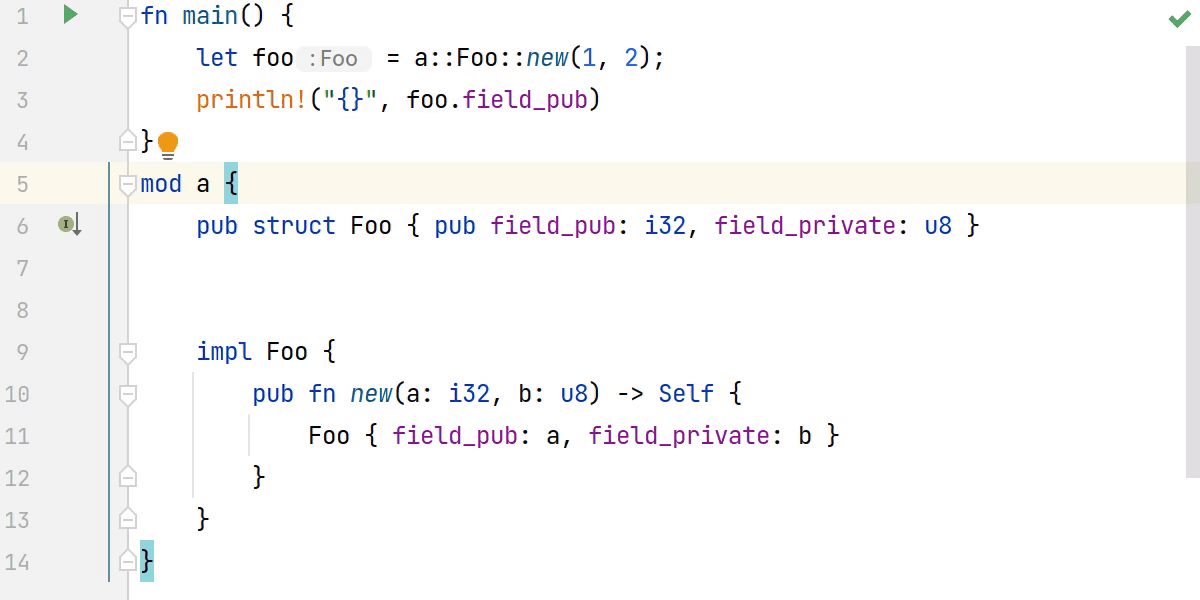 1 fn main() {
2 let foo :Foo = a::Foo::new(1, 2);
3 println!("{}", foo.field_pub)
4 }
5 mod a {
6 pub struct Foo { pub field_pub: i32, field_private: u8 }
7
8
9 impl Foo {
10 pub fn new(a: i32, b: u8) -> Self {
11 Foo { field_pub: a, field_private: b }
12 }
13 }
14 }